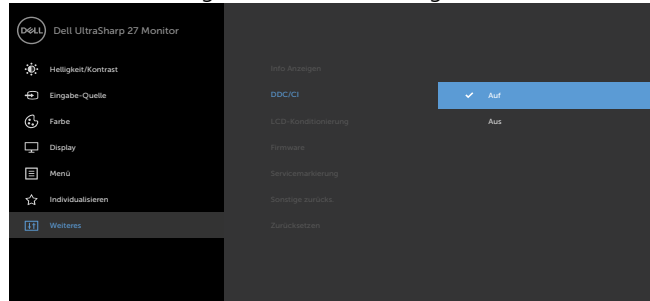 DELL
Dell UltraSharp 27 Monitor
Helligkeit/Kontrast
Eingabe-Quelle
Farbe
Display
Menü
Individualisieren
Weiteres
Info Anzeigen
DDC/CI
LCD-Konditionierung
Firmware
Servicemarkierung
Sonstige zurücks.
Zurücksetzen
Auf
Aus